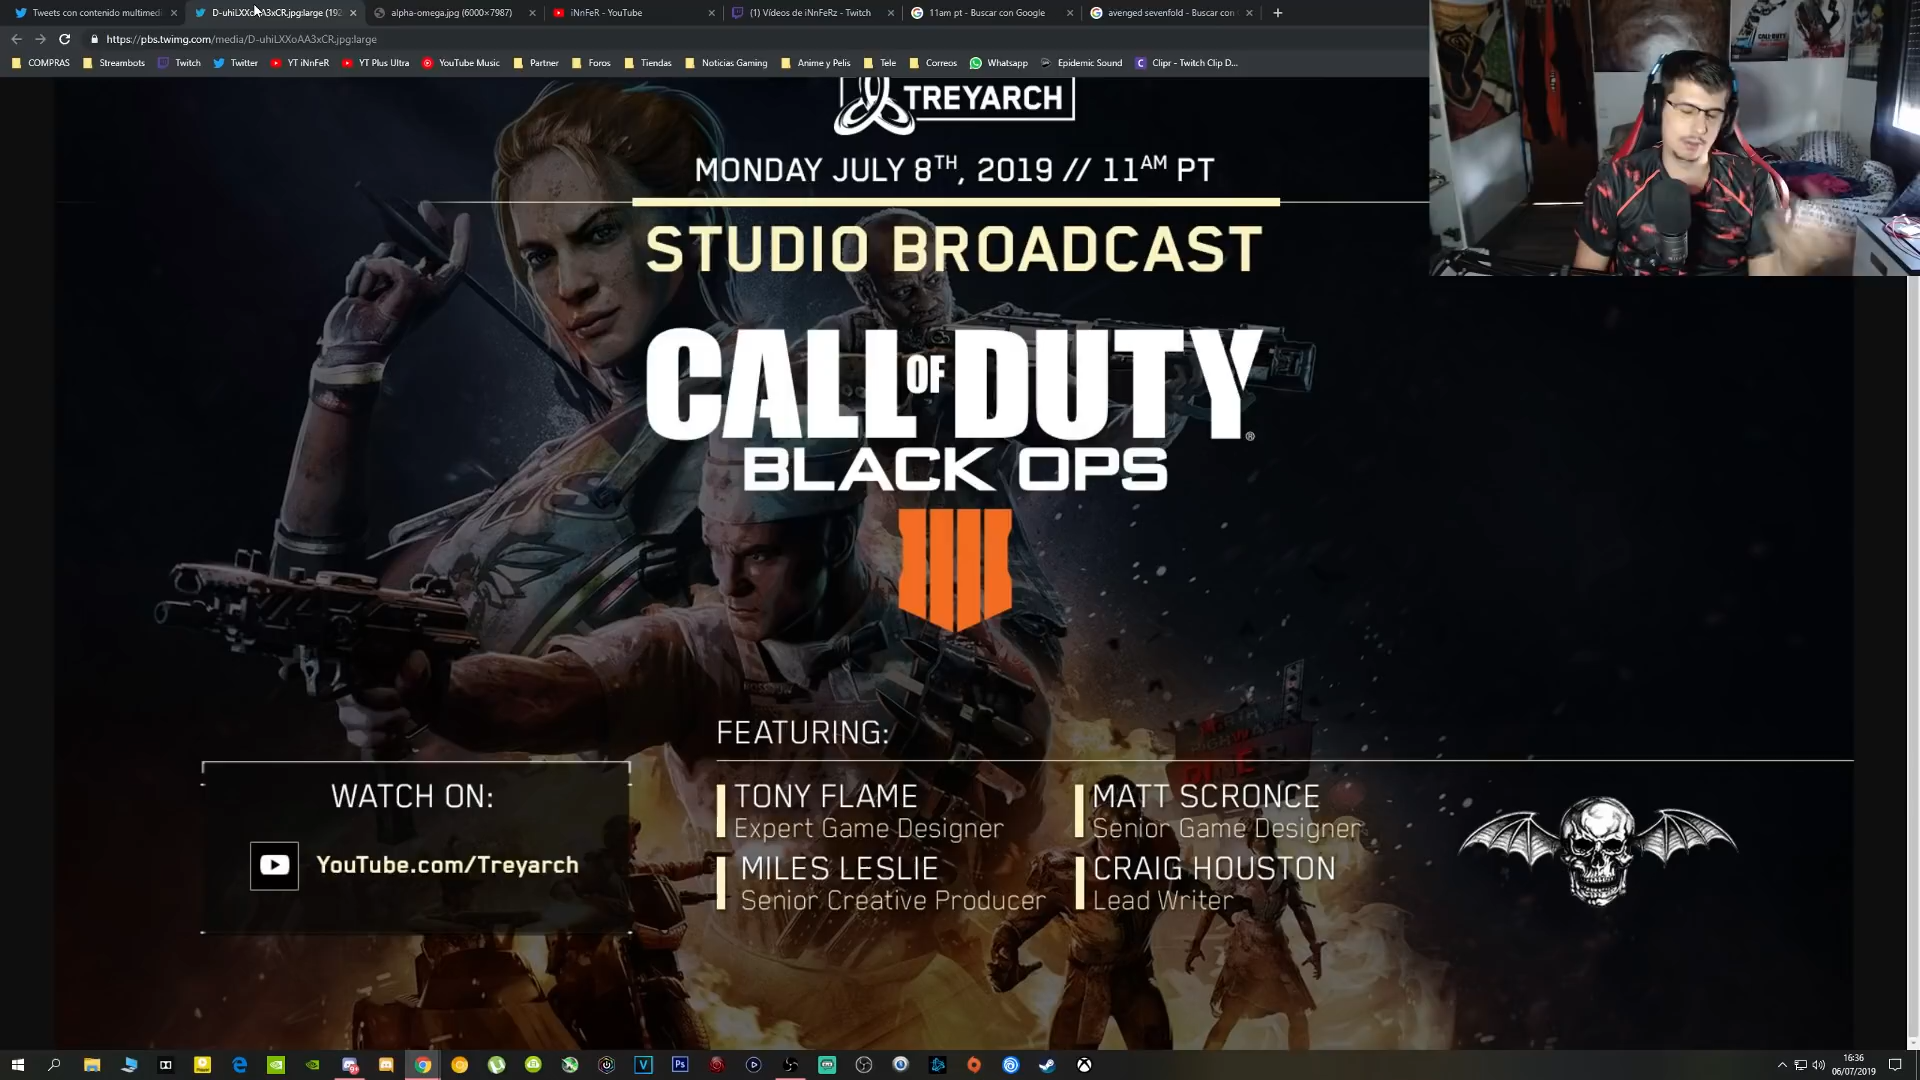 Tweets con contenido multimed
D-uhiLXXoAA3xCR.jpg:large (192
alpha-omega.jpg (6000×7987)
iNnFeR - YouTube
(1) Vídeos de iNnFeRz - Twitch
11am pt - Buscar con Google
avenged sevenfold - Buscar con
https://pbs.twimg.com/media/D-uhiLXXoAA3xCR.jpg:large
COMPRAS
Streambots
Twitch
Twitter
YT iNnFeR
YT Plus Ultra
YouTube Music
Partner
Foros
Tiendas
Noticias Gaming
Anime y Pelis
Tele
Correos
Whatsapp
Epidemic Sound
Clipr - Twitch Clip D...
TREYARCH
MONDAY JULY 8TH, 2019 // 11AM PT
STUDIO BROADCAST
CALL OF DUTY®
BLACK OPS
IIII
FEATURING:
WATCH ON:
YouTube.com/Treyarch
TONY FLAME
Expert Game Designer
MATT SCRONCE
Senior Game Designer
MILES LESLIE
Senior Creative Producer
CRAIG HOUSTON
Lead Writer
16:36
06/07/2019